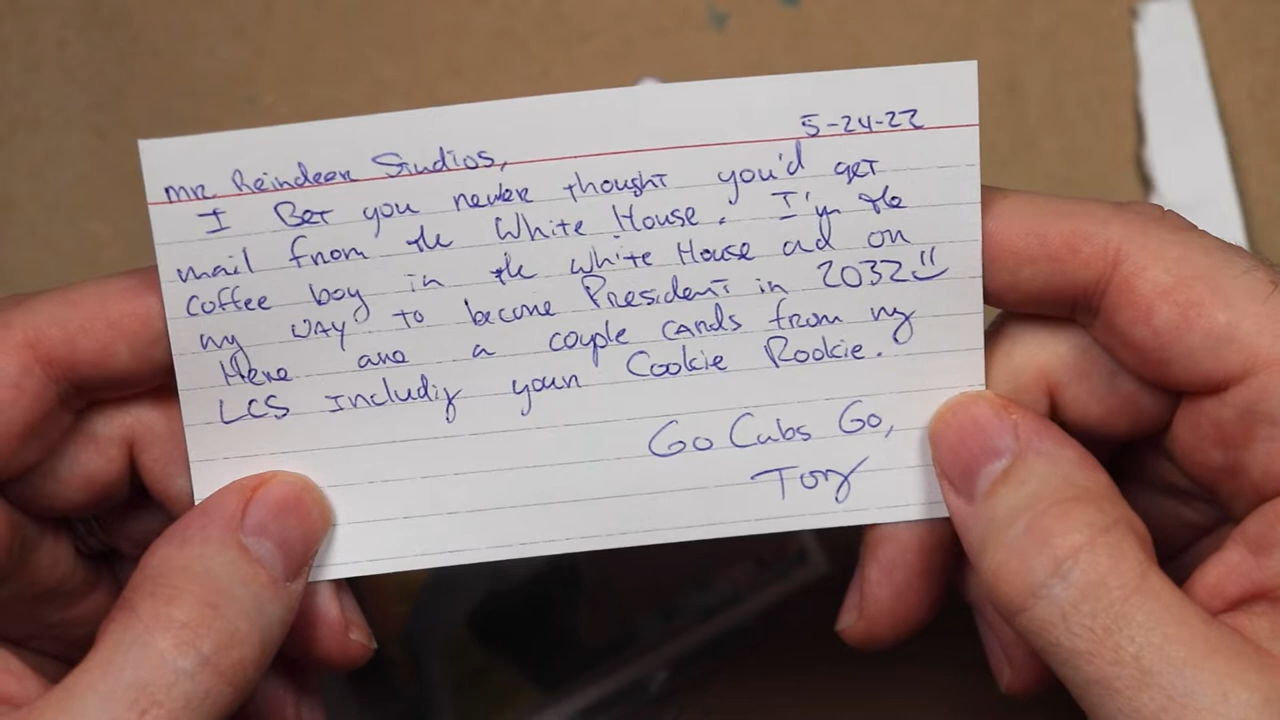 5-24-22
Mr Reindeer Studios,
I Bet you never thought you'd get
mail from the White House. I'm the
coffee boy in the White House and on
my way to become President in 2032
Here are a couple cards from my
LCS Including your Cookie Rookie.
Go Cubs Go,
Tony